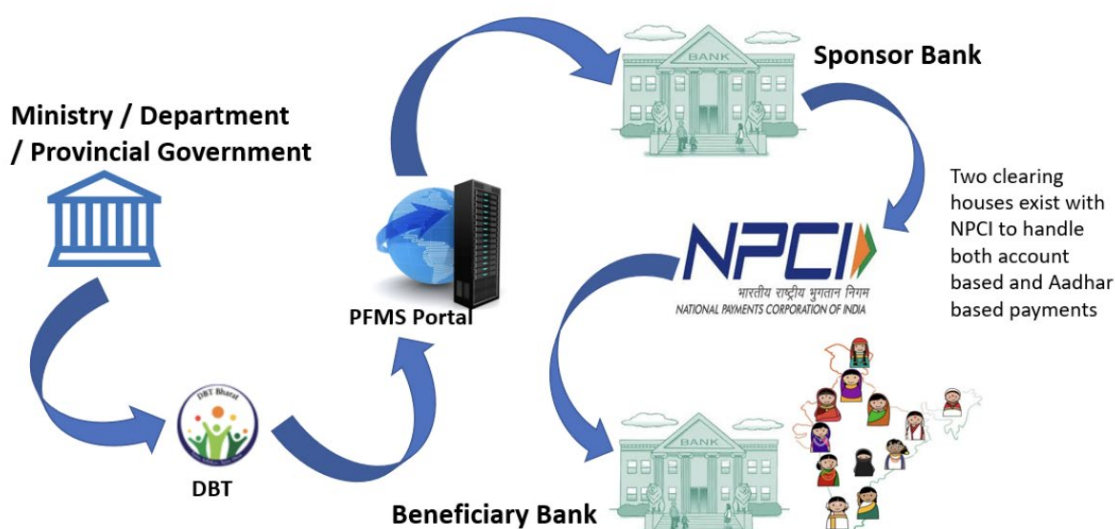 BANK
Sponsor Bank
Ministry / Department
/ Provincial Government
Two clearing
houses exist with
NPCI to handle
both account
based and Aadhar
based payments
NPCI
भारतीय राष्ट्रीय भुगतान निगम
NATIONAL PAYMENTS CORPORATION OF INDIA
PFMS Portal
DBT Bharat
DBT
BANK
Beneficiary Bank